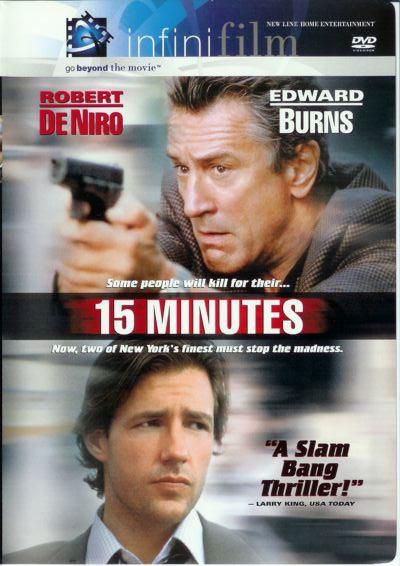 NEW LINE HOME ENTERTAINMENT
infinifilm
DVD
VIDEO
go beyond the movie™
ROBERT
DE NIRO
EDWARD
BURNS
Some people will kill for their...
15 MINUTES
Now, two of New York's finest must stop the madness.
"A Slam
Bang
Thriller!"
– LARRY KING, USA TODAY